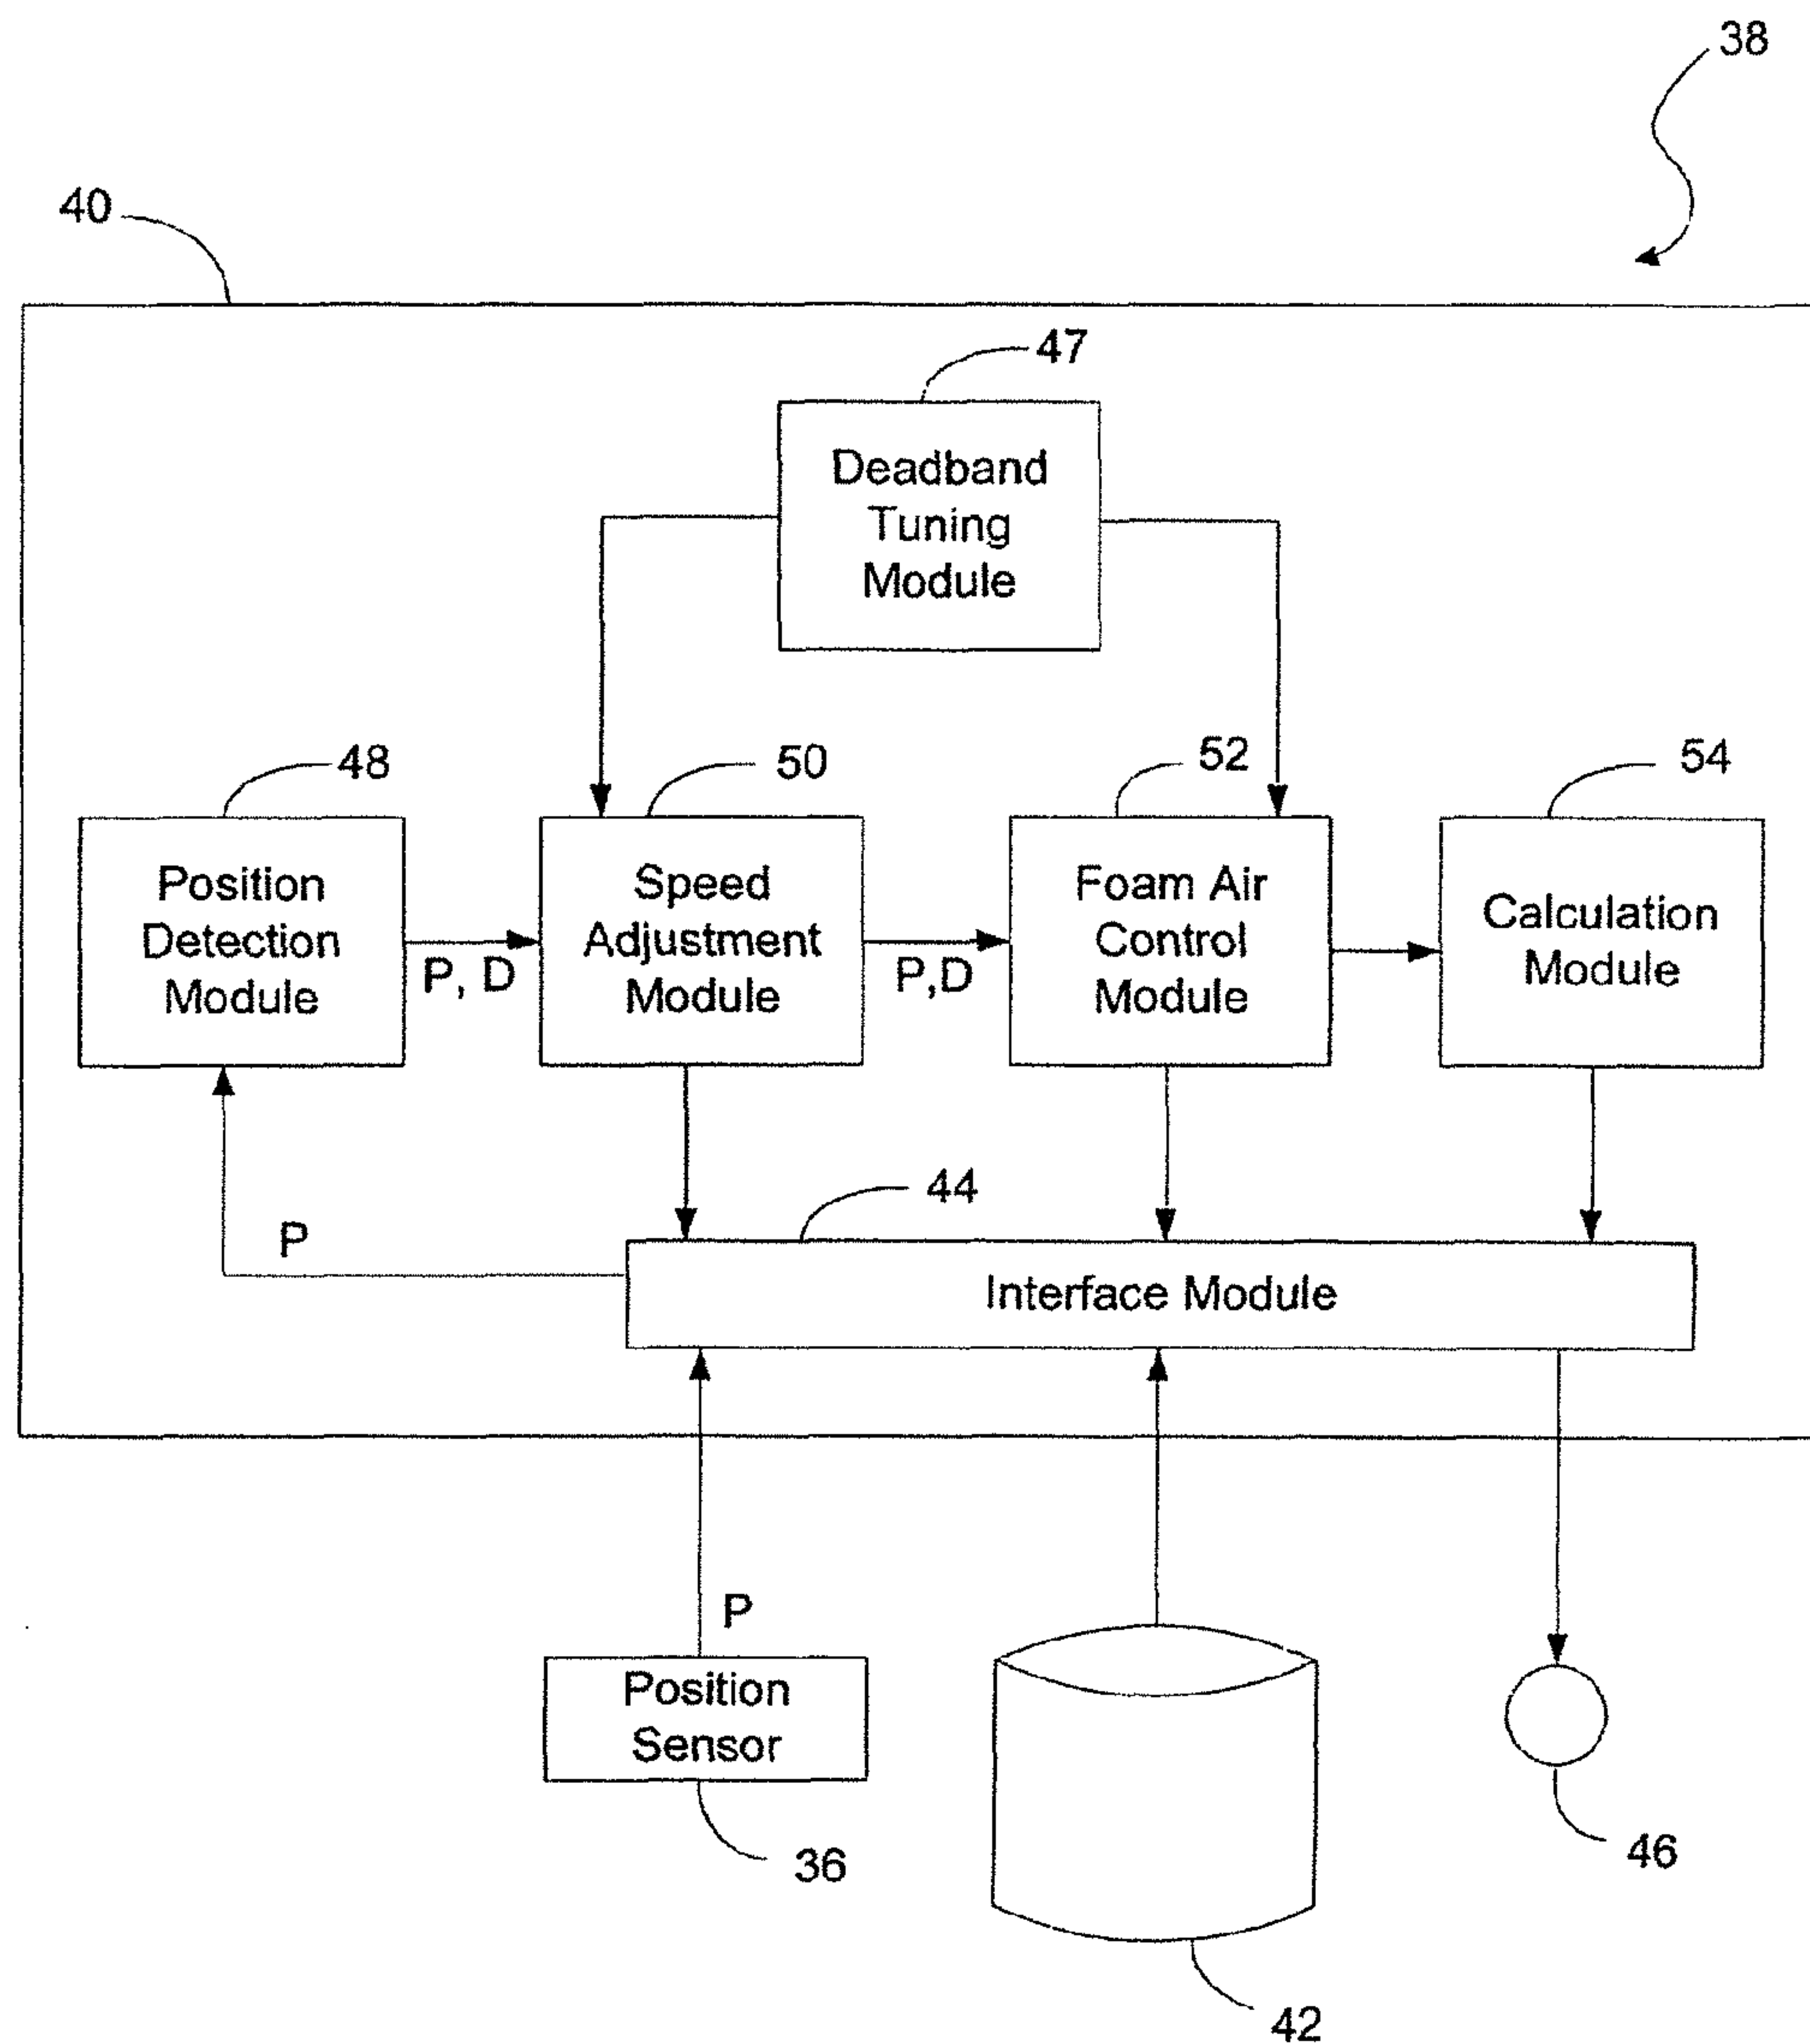 38
40
47
Deadband
Tuning
Module
48
50
52
54
Position
Detection
Module
P, D
Speed
Adjustment
Module
P,D
Foam Air
Control
Module
Calculation
Module
44
P
Interface Module
P
Position
Sensor
36
46
42